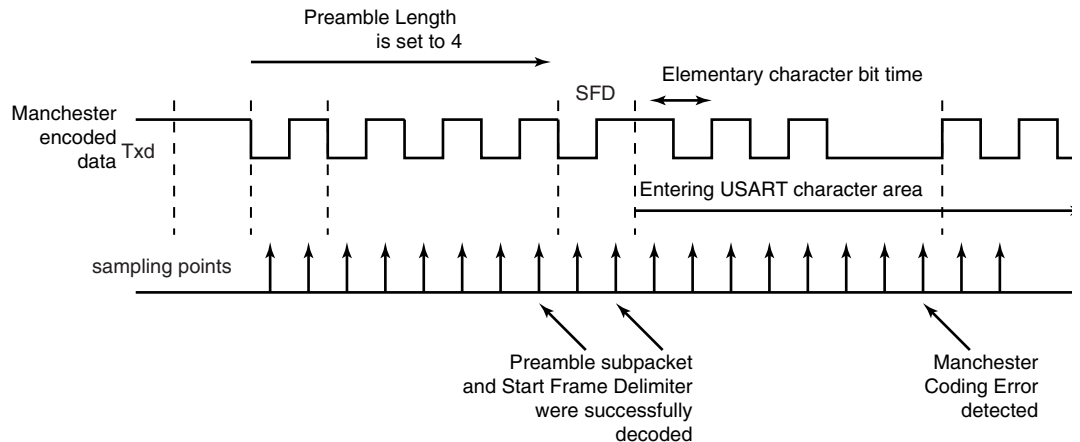 Preamble Length
is set to 4
Elementary character bit time
SFD
Manchester
encoded
data
Txd
Entering USART character area
sampling points
Preamble subpacket
and Start Frame Delimiter
were successfully
decoded
Manchester
Coding Error
detected